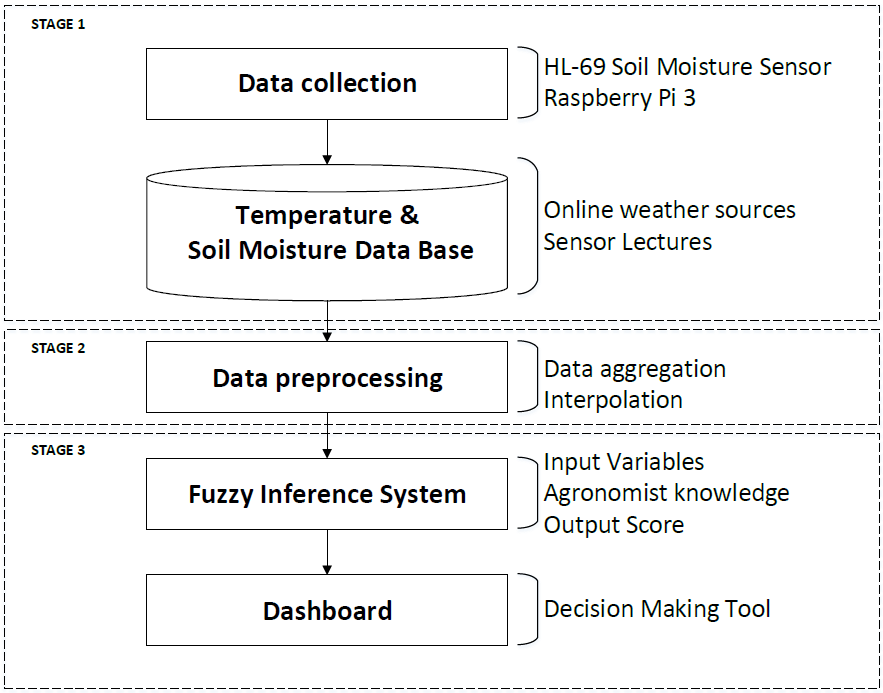 STAGE 1
Data collection
HL-69 Soil Moisture Sensor
Raspberry Pi 3
Temperature &
Soil Moisture Data Base
Online weather sources
Sensor Lectures
STAGE 2
Data preprocessing
Data aggregation
Interpolation
STAGE 3
Fuzzy Inference System
Input Variables
Agronomist knowledge
Output Score
Dashboard
Decision Making Tool